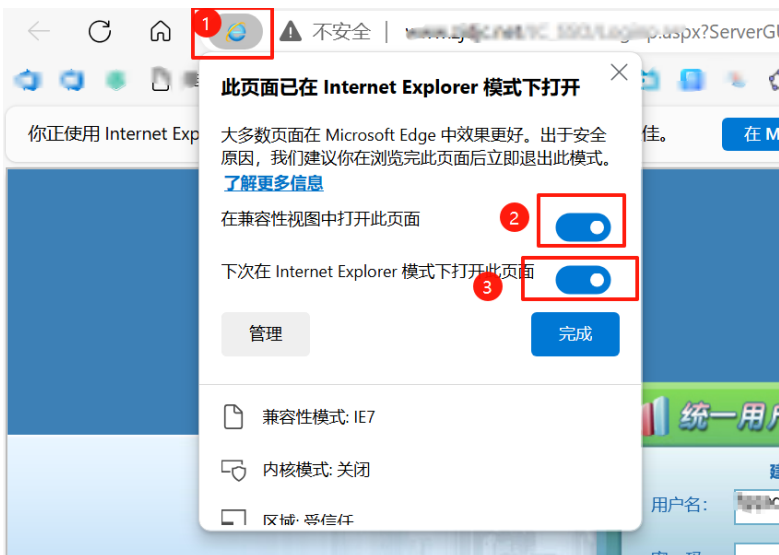 1
不安全
aspx?ServerGU
此页面已在 Internet Explorer 模式下打开
你正使用 Internet Exp
佳。
在 M
大多数页面在 Microsoft Edge 中效果更好。出于安全
原因，我们建议你在浏览完此页面后立即退出此模式。
了解更多信息
在兼容性视图中打开此页面
2
下次在 Internet Explorer 模式下打开此页面
3
管理
完成
兼容性模式: IE7
内核模式: 关闭
区域: 受信任
统一用户
用户名: